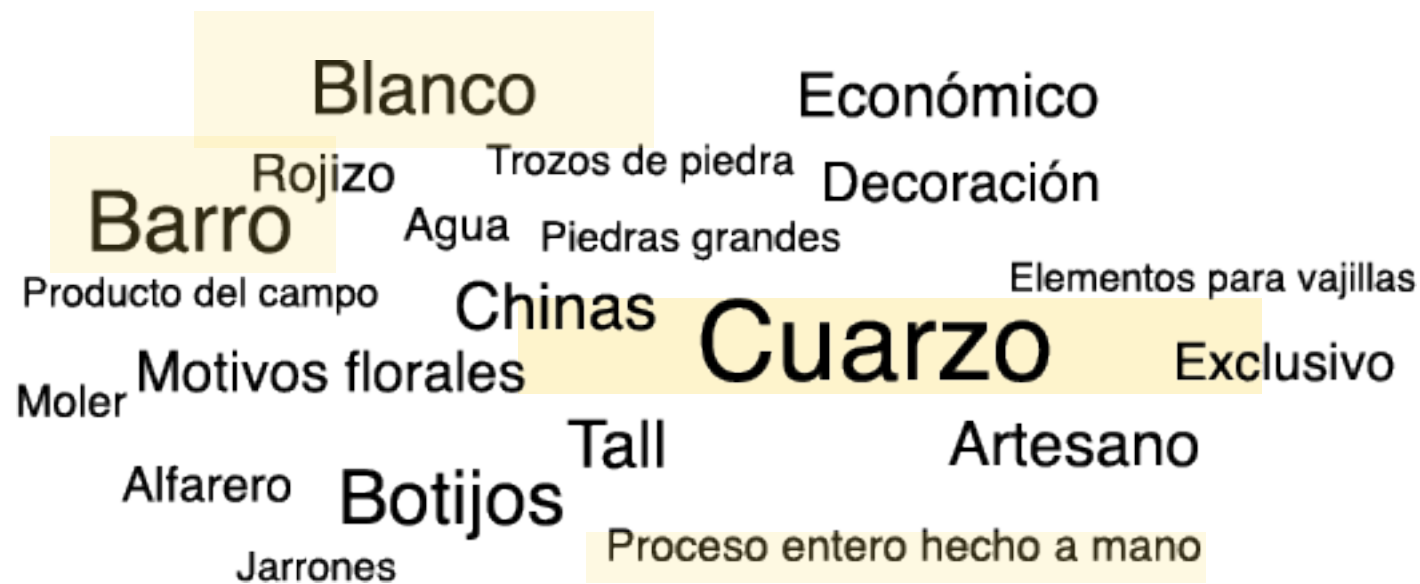 Blanco
Económico
Trozos de piedra
Rojizo
Decoración
Barro
Agua
Piedras grandes
Elementos para vajillas
Producto del campo
Chinas
Cuarzo
Exclusivo
Motivos florales
Moler
Tall
Artesano
Alfarero
Botijos
Proceso entero hecho a mano
Jarrones